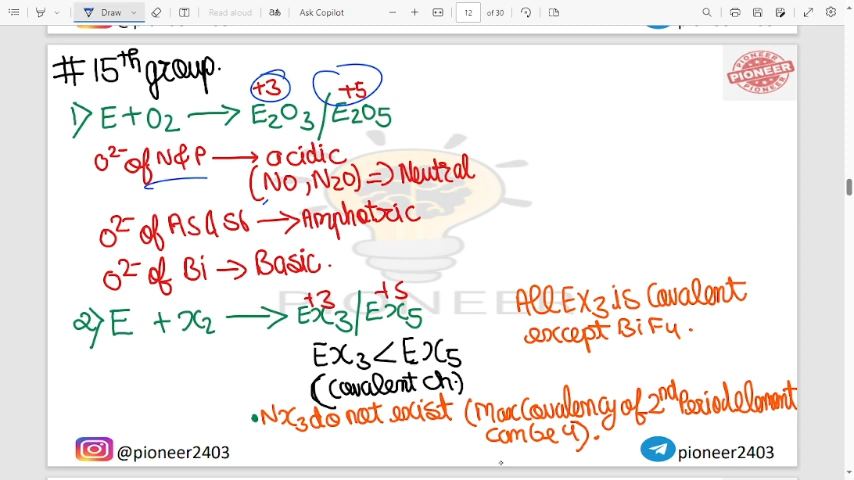 Draw
Read aloud
Ask Copilot
12
of 30
# 15th group.
PIONEER
+3 +5
1) E + O2 → E2O3 / E2O5
O2- of N & P → acidic
(NO, N2O) => Neutral
O2- of As & Sb → Amphotric
O2- of Bi → Basic.
PIONEER
+3 +5
2) E + x2 → Ex3 / Ex5
All Ex3 is Covalent
except BiF4.
Ex3 < Ex5
(Covalent ch.)
• Nx3 do not exist (Max Covalency of 2nd Period element
can be 4).
@pioneer2403
pioneer2403